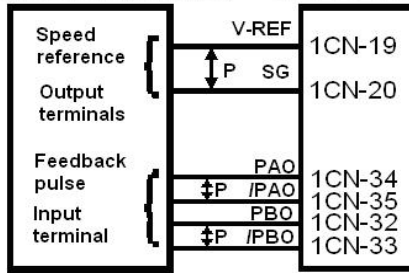 Speed
reference
Output
terminals
Feedback
pulse
Input
terminal
V-REF
P
SG
PAO
P
/PAO
PBO
P
/PBO
1CN-19
1CN-20
1CN-34
1CN-35
1CN-32
1CN-33